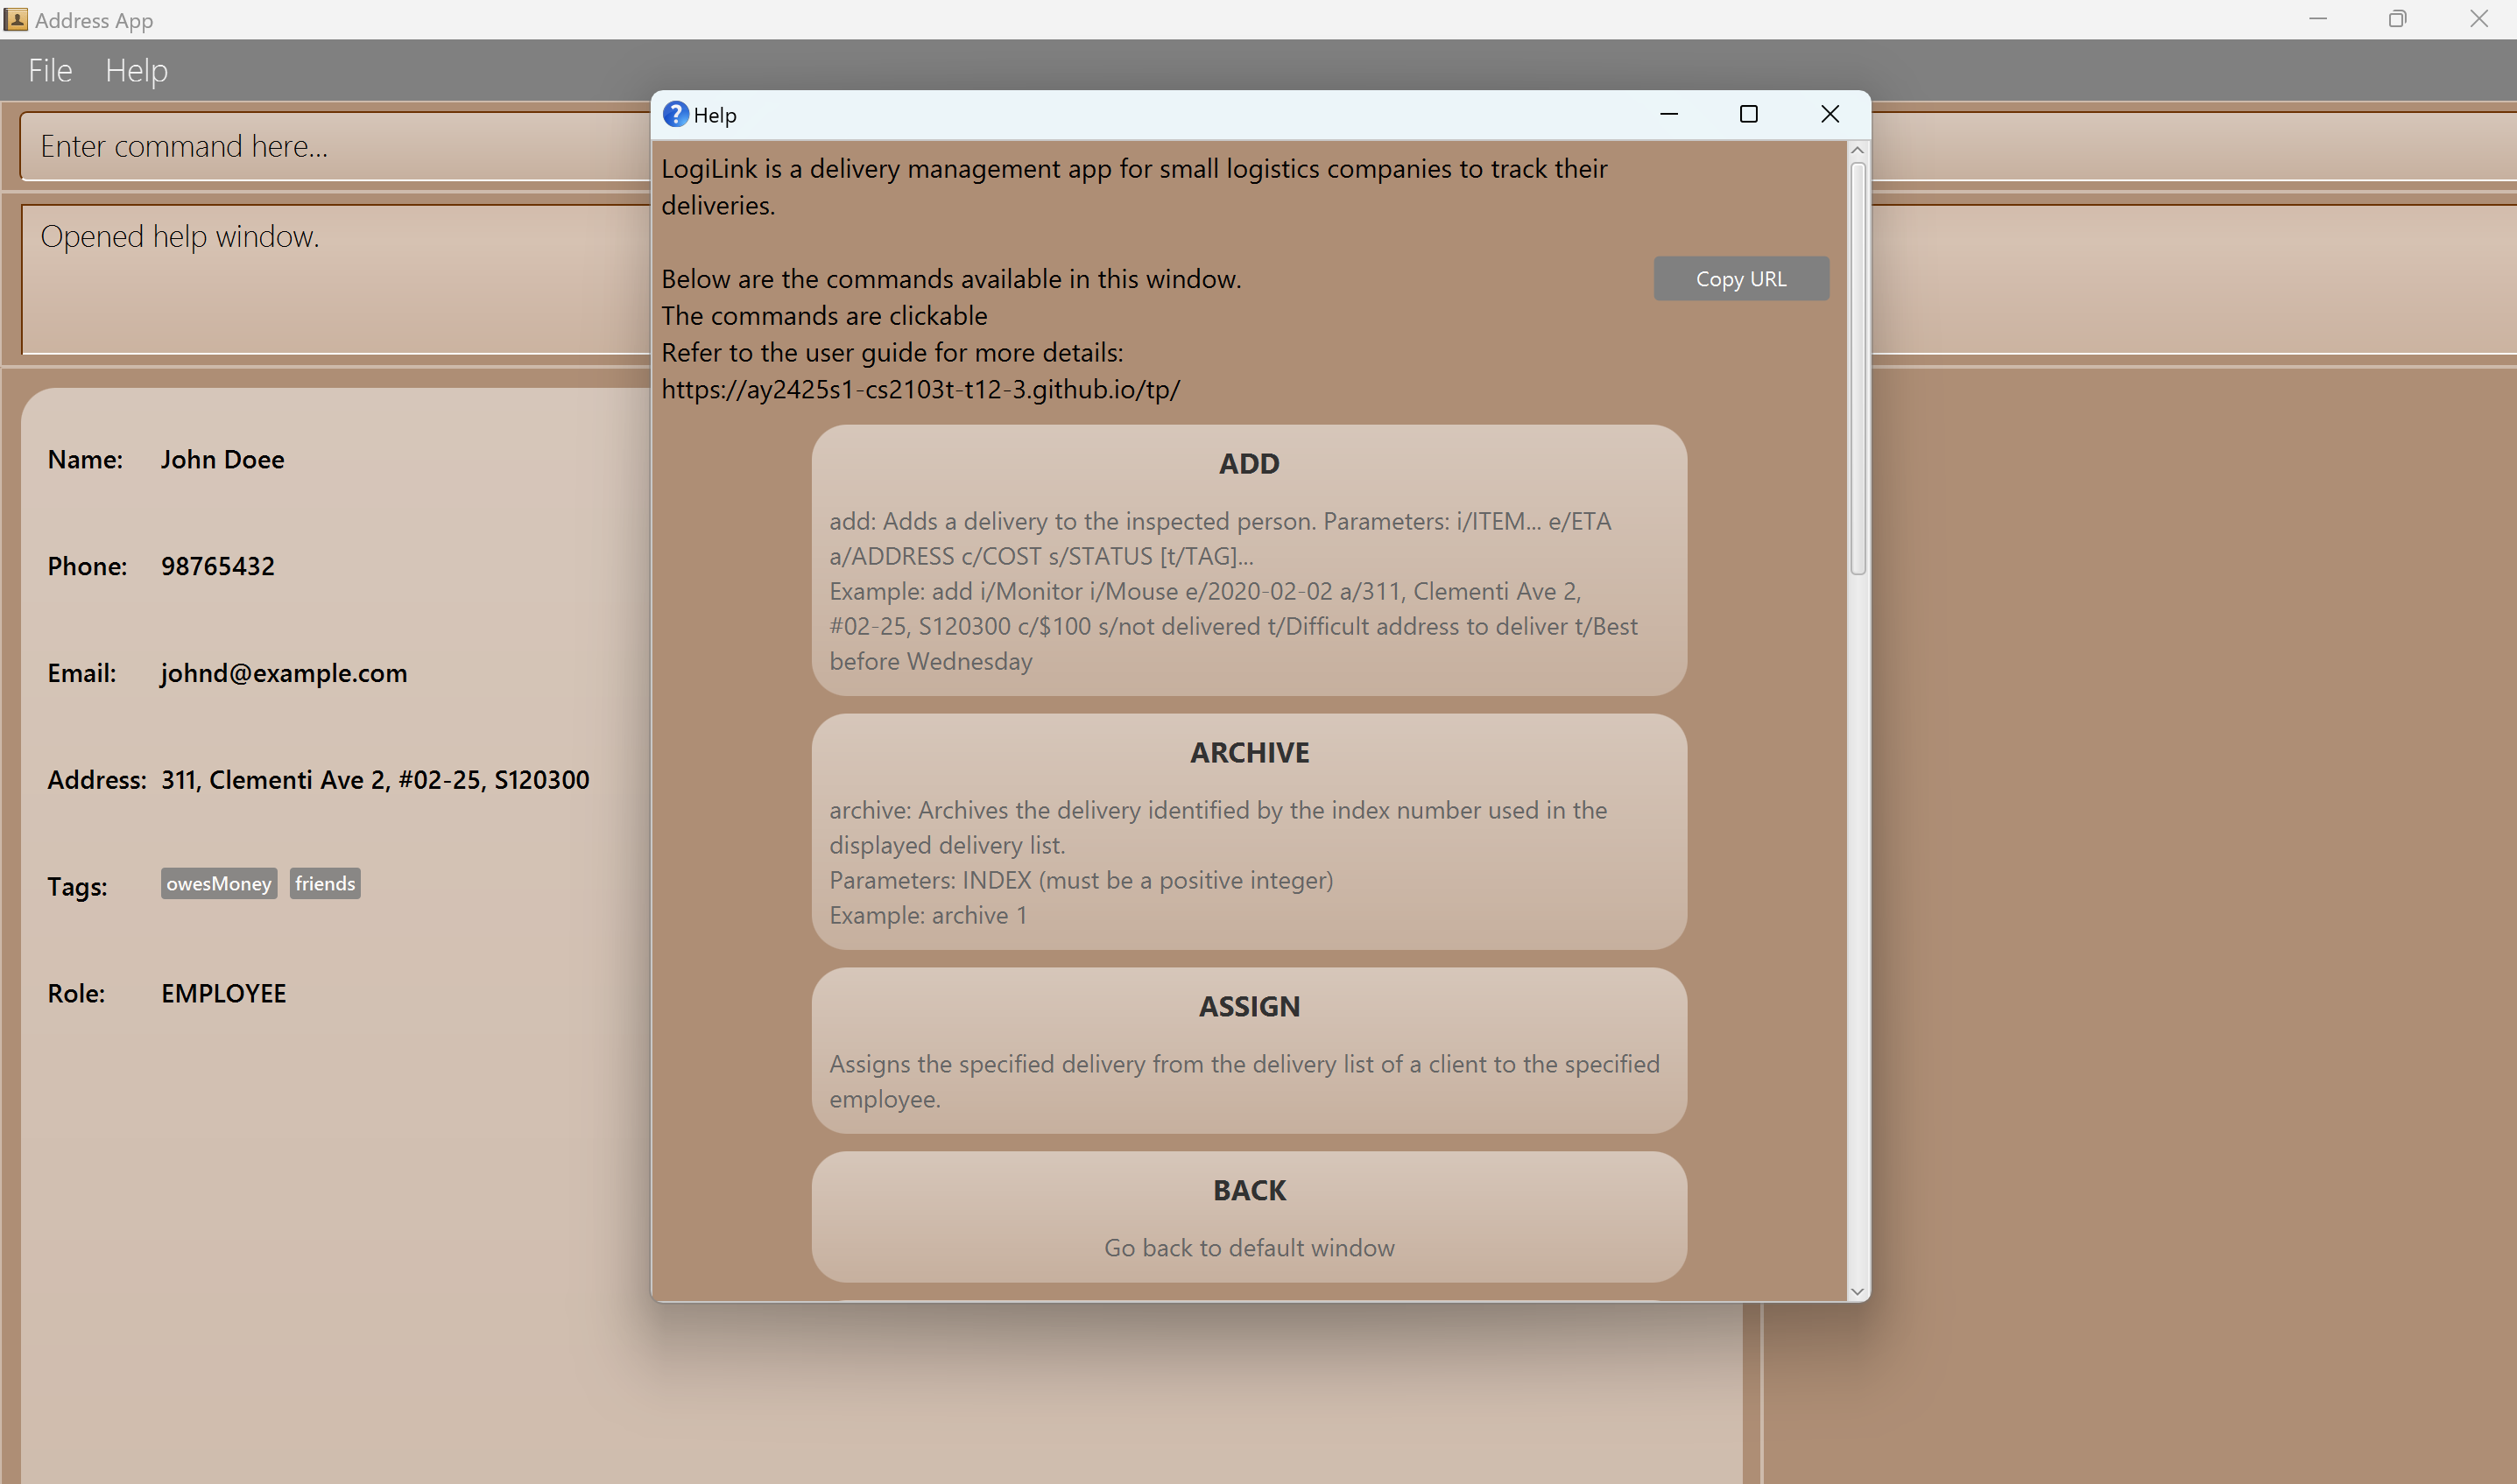 Address App
File Help
Enter command here...
Opened help window.
Name: John Doee
Phone: 98765432
Email: johnd@example.com
Address: 311, Clementi Ave 2, #02-25, S120300
Tags: owesMoney friends
Role: EMPLOYEE
Help
LogiLink is a delivery management app for small logistics companies to track their
deliveries.
Below are the commands available in this window.
The commands are clickable
Refer to the user guide for more details:
https://ay2425s1-cs2103t-t12-3.github.io/tp/
Copy URL
ADD
add: Adds a delivery to the inspected person. Parameters: i/ITEM... e/ETA
a/ADDRESS c/COST s/STATUS [t/TAG]...
Example: add i/Monitor i/Mouse e/2020-02-02 a/311, Clementi Ave 2,
#02-25, S120300 c/$100 s/not delivered t/Difficult address to deliver t/Best
before Wednesday
ARCHIVE
archive: Archives the delivery identified by the index number used in the
displayed delivery list.
Parameters: INDEX (must be a positive integer)
Example: archive 1
ASSIGN
Assigns the specified delivery from the delivery list of a client to the specified
employee.
BACK
Go back to default window